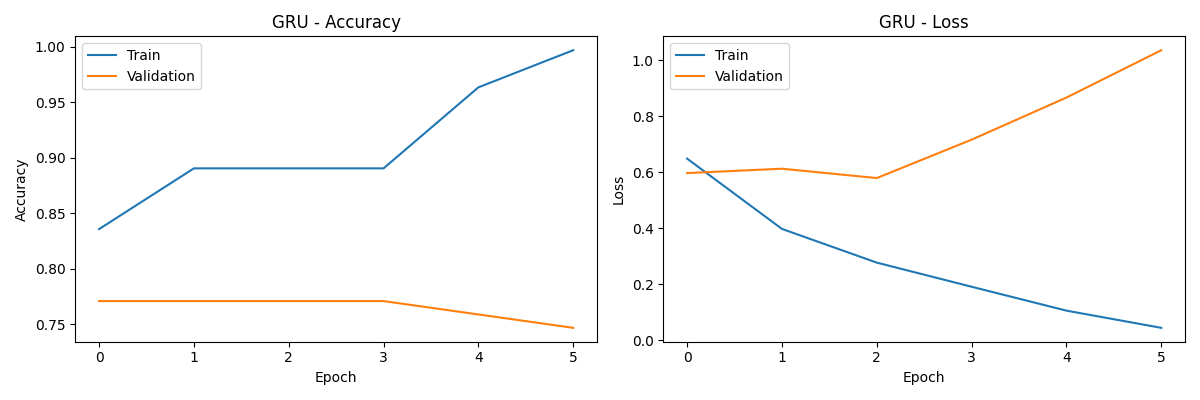 GRU - Accuracy
Train
Validation
1.00
0.95
0.90
0.85
0.80
0.75
Accuracy
0 1 2 3 4 5
Epoch
GRU - Loss
Train
Validation
1.0
0.8
0.6
0.4
0.2
0.0
Loss
0 1 2 3 4 5
Epoch